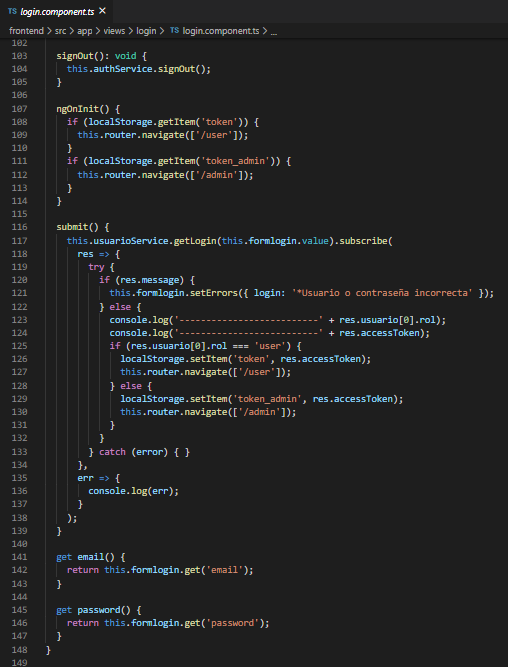 TS login.component.ts ×
frontend > src > app > views > login > TS login.component.ts > ...
102
103 signOut(): void {
104 this.authService.signOut();
105 }
106
107 ngOnInit() {
108 if (localStorage.getItem('token')) {
109 this.router.navigate(['/user']);
110 }
111 if (localStorage.getItem('token_admin')) {
112 this.router.navigate(['/admin']);
113 }
114 }
115
116 submit() {
117 this.usuarioService.getLogin(this.formlogin.value).subscribe(
118 res => {
119 try {
120 if (res.message) {
121 this.formlogin.setErrors({ login: '*Usuario o contraseña incorrecta' });
122 } else {
123 console.log('--------------------------' + res.usuario[0].rol);
124 console.log('--------------------------' + res.accessToken);
125 if (res.usuario[0].rol === 'user') {
126 localStorage.setItem('token', res.accessToken);
127 this.router.navigate(['/user']);
128 } else {
129 localStorage.setItem('token_admin', res.accessToken);
130 this.router.navigate(['/admin']);
131 }
132 }
133 } catch (error) { }
134 },
135 err => {
136 console.log(err);
137 }
138 );
139 }
140
141 get email() {
142 return this.formlogin.get('email');
143 }
144
145 get password() {
146 return this.formlogin.get('password');
147 }
148 }
149